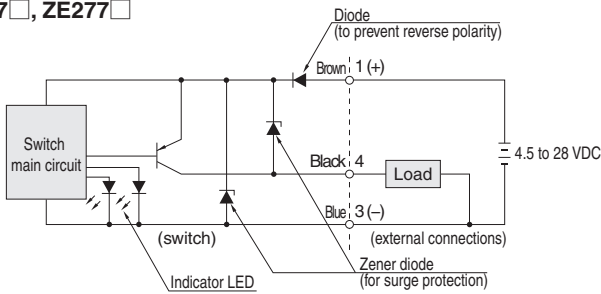 7□, ZE277□
Diode
(to prevent reverse polarity)
Brown 1 (+)
Switch
main circuit
4.5 to 28 VDC
Black 4
Load
Blue 3 (–)
(switch)
(external connections)
Indicator LED
Zener diode
(for surge protection)